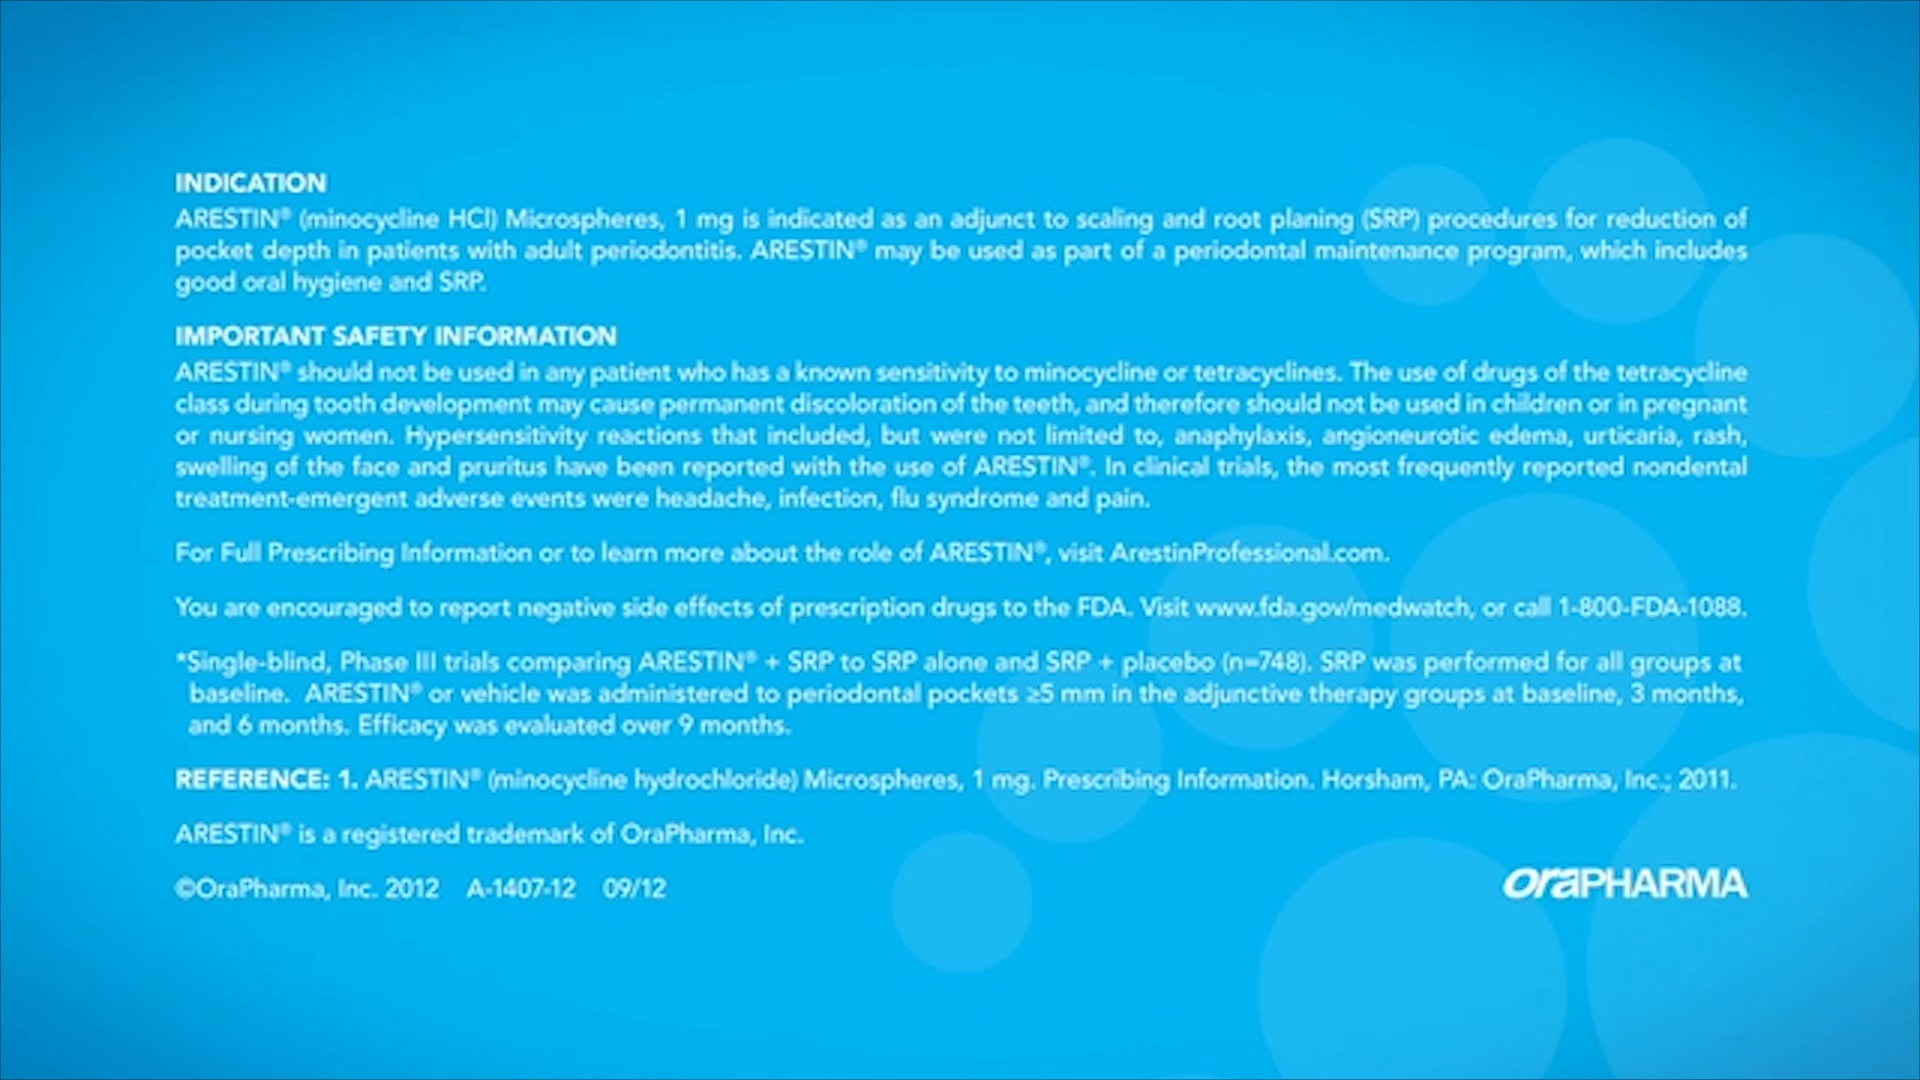 INDICATION
ARESTIN® (minocycline HCl) Microspheres, 1 mg is indicated as an adjunct to scaling and root planing (SRP) procedures for reduction of
pocket depth in patients with adult periodontitis. ARESTIN® may be used as part of a periodontal maintenance program, which includes
good oral hygiene and SRP.
IMPORTANT SAFETY INFORMATION
ARESTIN® should not be used in any patient who has a known sensitivity to minocycline or tetracyclines. The use of drugs of the tetracycline
class during tooth development may cause permanent discoloration of the teeth, and therefore should not be used in children or in pregnant
or nursing women. Hypersensitivity reactions that included, but were not limited to, anaphylaxis, angioneurotic edema, urticaria, rash,
swelling of the face and pruritus have been reported with the use of ARESTIN®. In clinical trials, the most frequently reported nondental
treatment-emergent adverse events were headache, infection, flu syndrome and pain.
For Full Prescribing Information or to learn more about the role of ARESTIN®, visit ArestinProfessional.com.
You are encouraged to report negative side effects of prescription drugs to the FDA. Visit www.fda.gov/medwatch, or call 1-800-FDA-1088.
*Single-blind, Phase III trials comparing ARESTIN® + SRP to SRP alone and SRP + placebo (n=748). SRP was performed for all groups at
baseline. ARESTIN® or vehicle was administered to periodontal pockets ≥5 mm in the adjunctive therapy groups at baseline, 3 months,
and 6 months. Efficacy was evaluated over 9 months.
REFERENCE: 1. ARESTIN® (minocycline hydrochloride) Microspheres, 1 mg. Prescribing Information. Horsham, PA: OraPharma, Inc.; 2011.
ARESTIN® is a registered trademark of OraPharma, Inc.
©OraPharma, Inc. 2012 A-1407-12 09/12
oraPHARMA